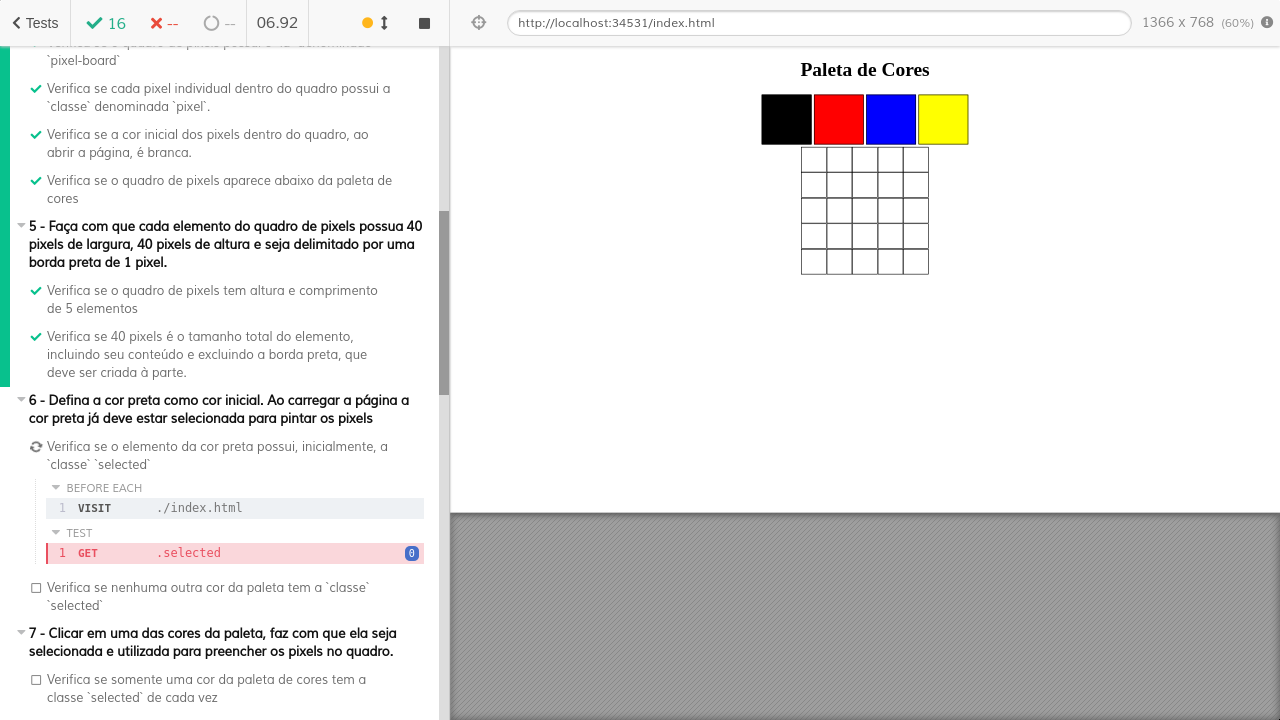 Tests
16
--
--
06.92
http://localhost:34531/index.html
1366 x 768 (60%)
`pixel-board`
Verifica se cada pixel individual dentro do quadro possui a
`classe` denominada `pixel`.
Verifica se a cor inicial dos pixels dentro do quadro, ao
abrir a página, é branca.
Verifica se o quadro de pixels aparece abaixo da paleta de
cores
5 - Faça com que cada elemento do quadro de pixels possua 40
pixels de largura, 40 pixels de altura e seja delimitado por uma
borda preta de 1 pixel.
Verifica se o quadro de pixels tem altura e comprimento
de 5 elementos
Verifica se 40 pixels é o tamanho total do elemento,
incluindo seu conteúdo e excluindo a borda preta, que
deve ser criada à parte.
6 - Defina a cor preta como cor inicial. Ao carregar a página a
cor preta já deve estar selecionada para pintar os pixels
Verifica se o elemento da cor preta possui, inicialmente, a
`classe` `selected`
BEFORE EACH
1 VISIT ./index.html
TEST
1 GET .selected 0
Verifica se nenhuma outra cor da paleta tem a `classe`
`selected`
7 - Clicar em uma das cores da paleta, faz com que ela seja
selecionada e utilizada para preencher os pixels no quadro.
Verifica se somente uma cor da paleta de cores tem a
classe `selected` de cada vez
Paleta de Cores